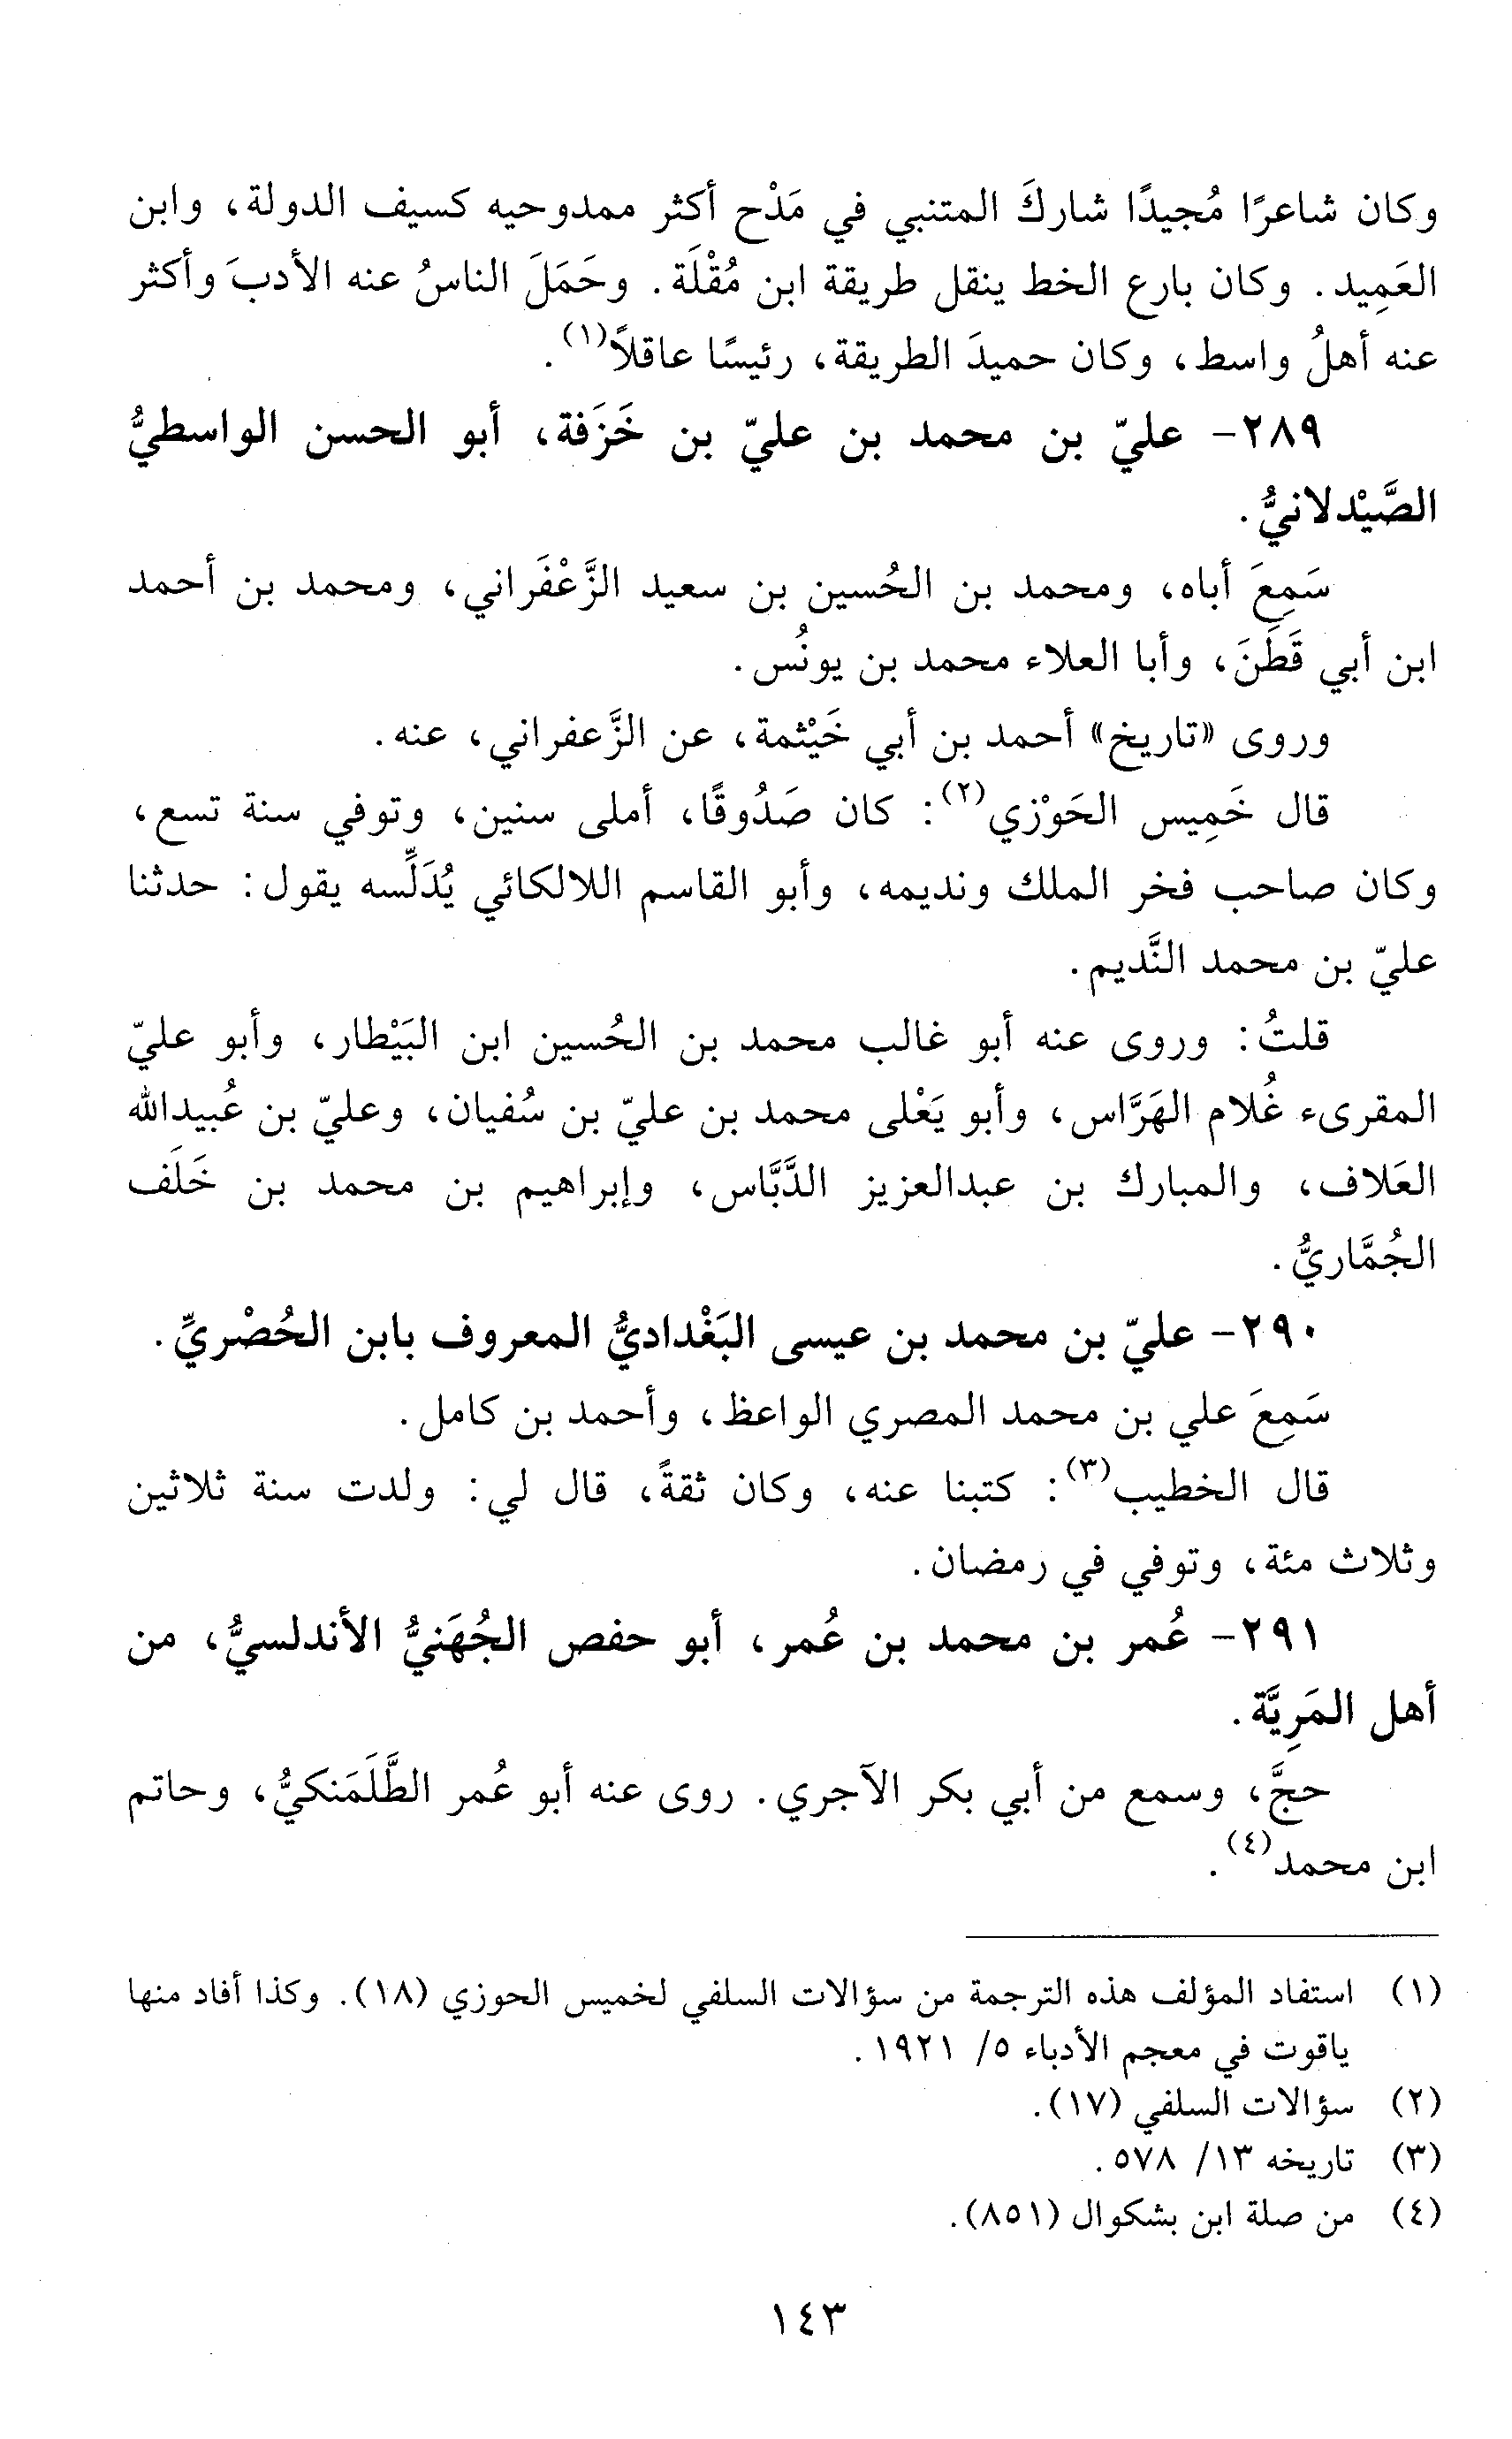 وكان شاعرًا مُجيدًا شاركَ المتنبي في مَدْح أكثر ممدوحيه كسيف الدولة، وابن
العَمِيد. وكان بارع الخط ينقل طريقة ابن مُقْلَة. وحَمَلَ الناسُ عنه الأدبَ وأكثر
عنه أهلُ واسط، وكان حميدَ الطريقة، رئيسًا عاقلاً(١).
٢٨٩- عليّ بن محمد بن عليّ بن خَزَفة، أبو الحسن الواسطيُّ
الصَّيْدلانيُّ.
سَمِعَ أباه، ومحمد بن الحُسين بن سعيد الزَّعْفَراني، ومحمد بن أحمد
ابن أبي قَطَنَ، وأبا العلاء محمد بن يونُس.
وروى «تاريخ» أحمد بن أبي خَيْثمة، عن الزَّعفراني، عنه.
قال خَمِيس الحَوْزي(٢): كان صَدُوقًا، أملى سنين، وتوفي سنة تسع،
وكان صاحب فخر الملك ونديمه، وأبو القاسم اللالكائي يُدَلِّسه يقول: حدثنا
عليّ بن محمد النَّديم.
قلتُ: وروى عنه أبو غالب محمد بن الحُسين ابن البَيْطار، وأبو عليّ
المقرىء غُلام الهَرَّاس، وأبو يَعْلى محمد بن عليّ بن سُفيان، وعليّ بن عُبيدالله
العَلاف، والمبارك بن عبدالعزيز الدَّبَّاس، وإبراهيم بن محمد بن خَلَف
الجُمَّاريُّ.
٢٩٠- عليّ بن محمد بن عيسى البَغْداديُّ المعروف بابن الحُصْريِّ.
سَمِعَ علي بن محمد المصري الواعظ، وأحمد بن كامل.
قال الخطيب(٣): كتبنا عنه، وكان ثقةً، قال لي: ولدت سنة ثلاثين
وثلاث مئة، وتوفي في رمضان.
٢٩١- عُمر بن محمد بن عُمر، أبو حفص الجُهَنيُّ الأندلسيُّ، من
أهل المَرِيَّة.
حجَّ، وسمع من أبي بكر الآجري. روى عنه أبو عُمر الطَّلَمَنكيُّ، وحاتم
ابن محمد(٤).
(١) استفاد المؤلف هذه الترجمة من سؤالات السلفي لخميس الحوزي (١٨). وكذا أفاد منها
ياقوت في معجم الأدباء ٥/ ١٩٢١.
(٢) سؤالات السلفي (١٧).
(٣) تاريخه ١٣/ ٥٧٨.
(٤) من صلة ابن بشكوال (٨٥١).
١٤٣